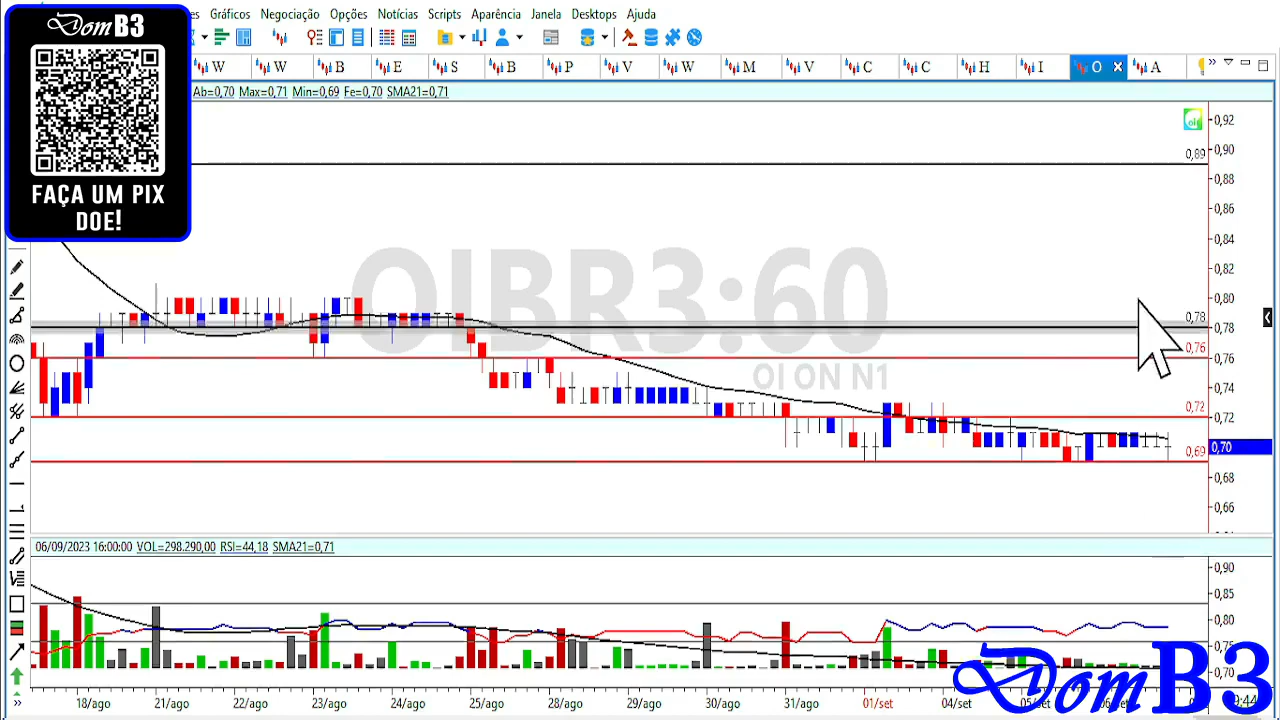 Gráficos Negociação Opções Notícias Scripts Aparência Janela Desktops Ajuda
Dom B3
W W B E S B P V W M V C C H I O A
Ab=0,70 Max=0,71 Min=0,69 Fe=0,70 SMA21=0,71
FAÇA UM PIX
DOE!
oi
OIBR3:60
OI ON N1
0,89
0,78
0,76
0,72
0,69
0,92
0,90
0,88
0,86
0,84
0,82
0,80
0,78
0,76
0,74
0,72
0,70
0,68
0,66
06/09/2023 16:00:00 VOL=298.290,00 RSI=44,18 SMA21=0,71
0,90
0,85
0,80
0,70
18/ago 21/ago 22/ago 23/ago 24/ago 25/ago 28/ago 29/ago 30/ago 31/ago 01/set 04/set
Dom B3